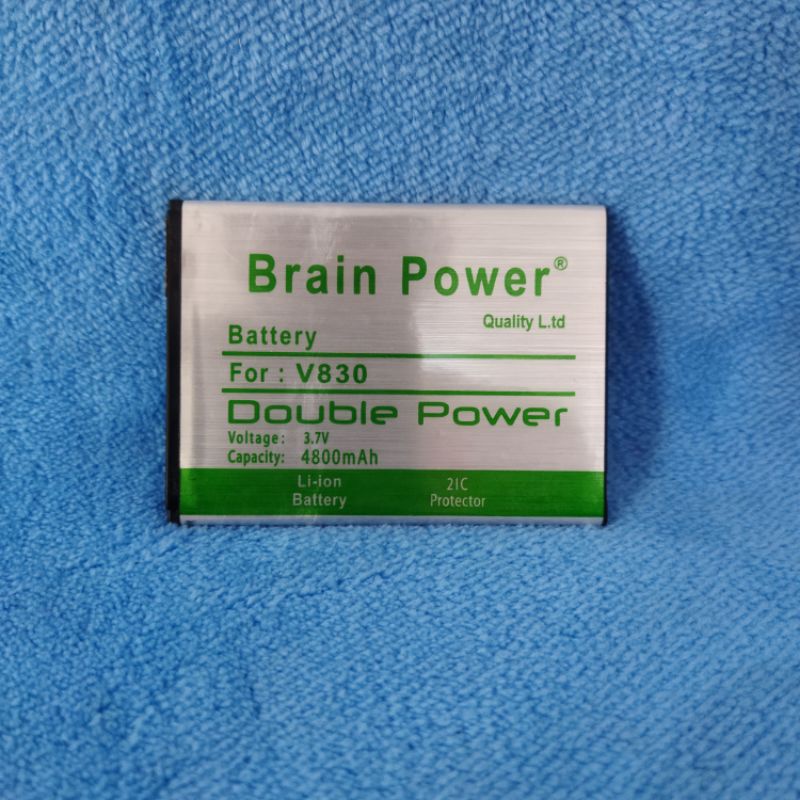 Brain Power®
Quality L.td
Battery
For : V830
Double Power
Voltage: 3.7V
Capacity: 4800mAh
Li-ion Battery
2IC Protector